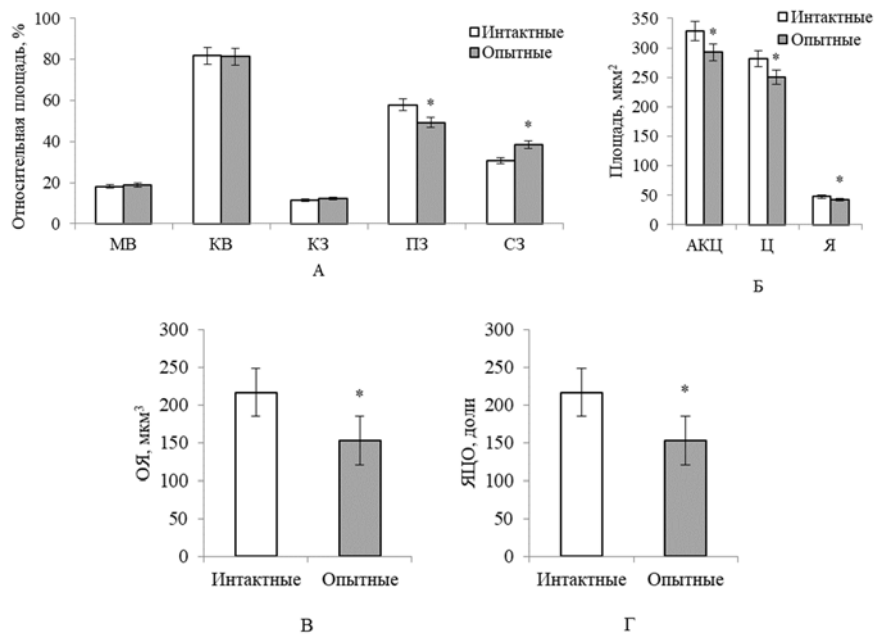 Относительная площадь, %
100
80
60
40
20
0
Интактные
Опытные
*
*
МВ
КВ
КЗ
ПЗ
СЗ
А
Площадь, мкм²
350
300
250
200
150
100
50
0
Интактные
Опытные
*
*
*
АКЦ
Ц
Я
Б
ОЯ, мкм³
300
250
200
150
100
50
0
*
Интактные
Опытные
В
ЯЦО, доли
300
250
200
150
100
50
0
*
Интактные
Опытные
Г